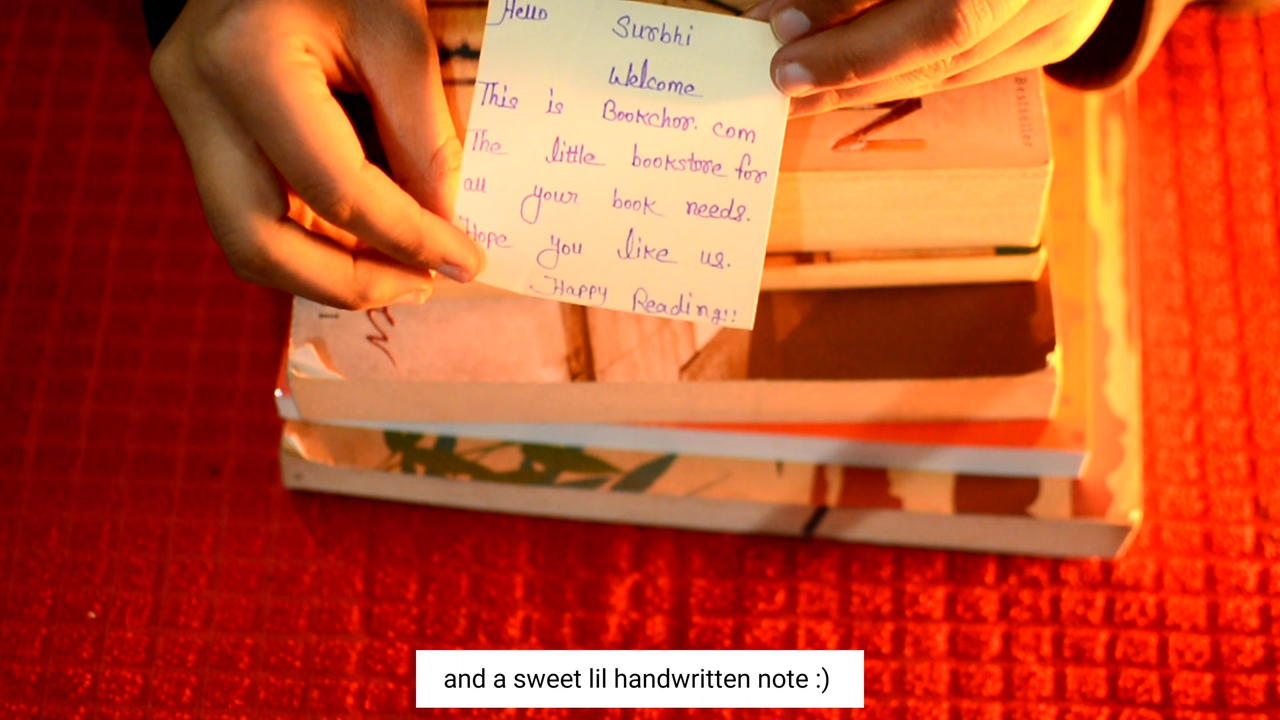 Hello Surbhi
Welcome
This is Bookchor.com
The little bookstore for
all your book needs.
Hope you like us.
Happy Reading!!
Bestseller
and a sweet lil handwritten note :)